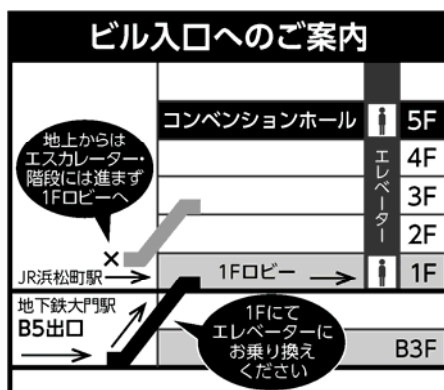 ビル入口へのご案内
コンベンションホール
5F
地上からは
エスカレーター・
階段には進まず
1Fロビーへ
エレベーター
4F
3F
2F
×
JR浜松町駅→
1Fロビー →
1F
地下鉄大門駅
B5出口
→
1Fにて
エレベーターに
お乗り換え
ください
B3F